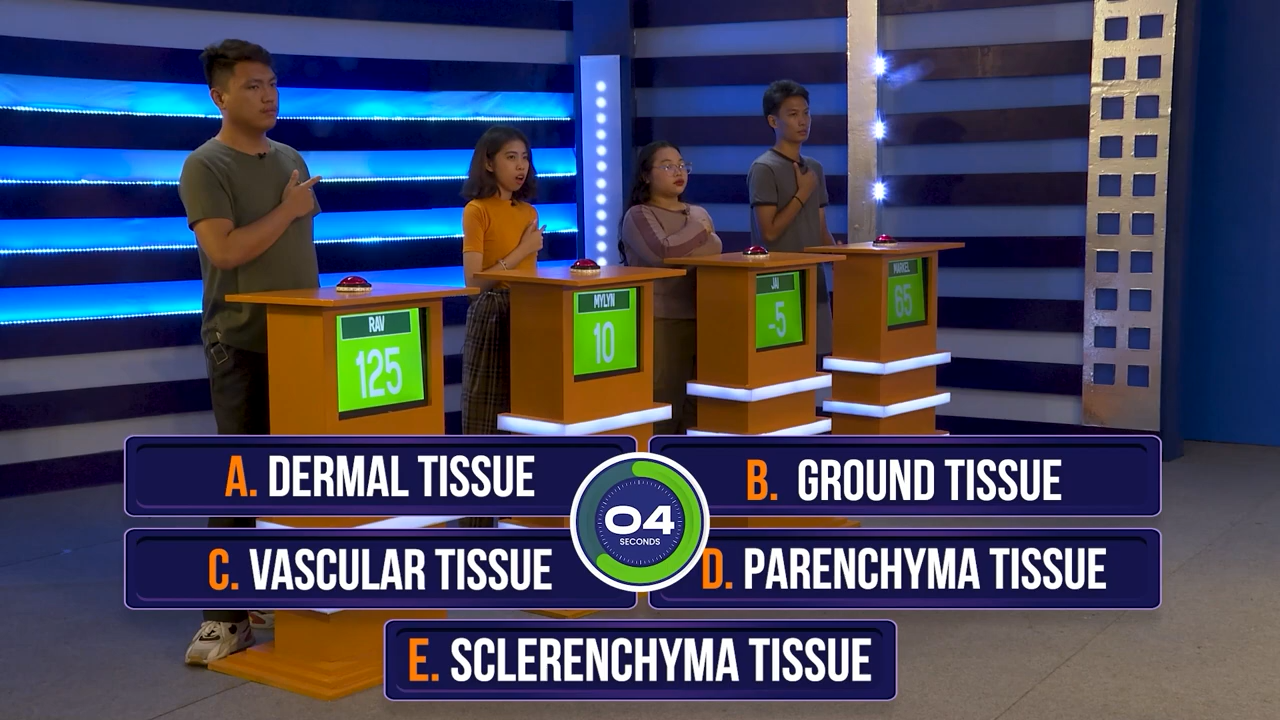 RAV
125
MYLYN
10
JAI
-5
MARKEL
65
A. DERMAL TISSUE
B. GROUND TISSUE
04
SECONDS
C. VASCULAR TISSUE
D. PARENCHYMA TISSUE
E. SCLERENCHYMA TISSUE